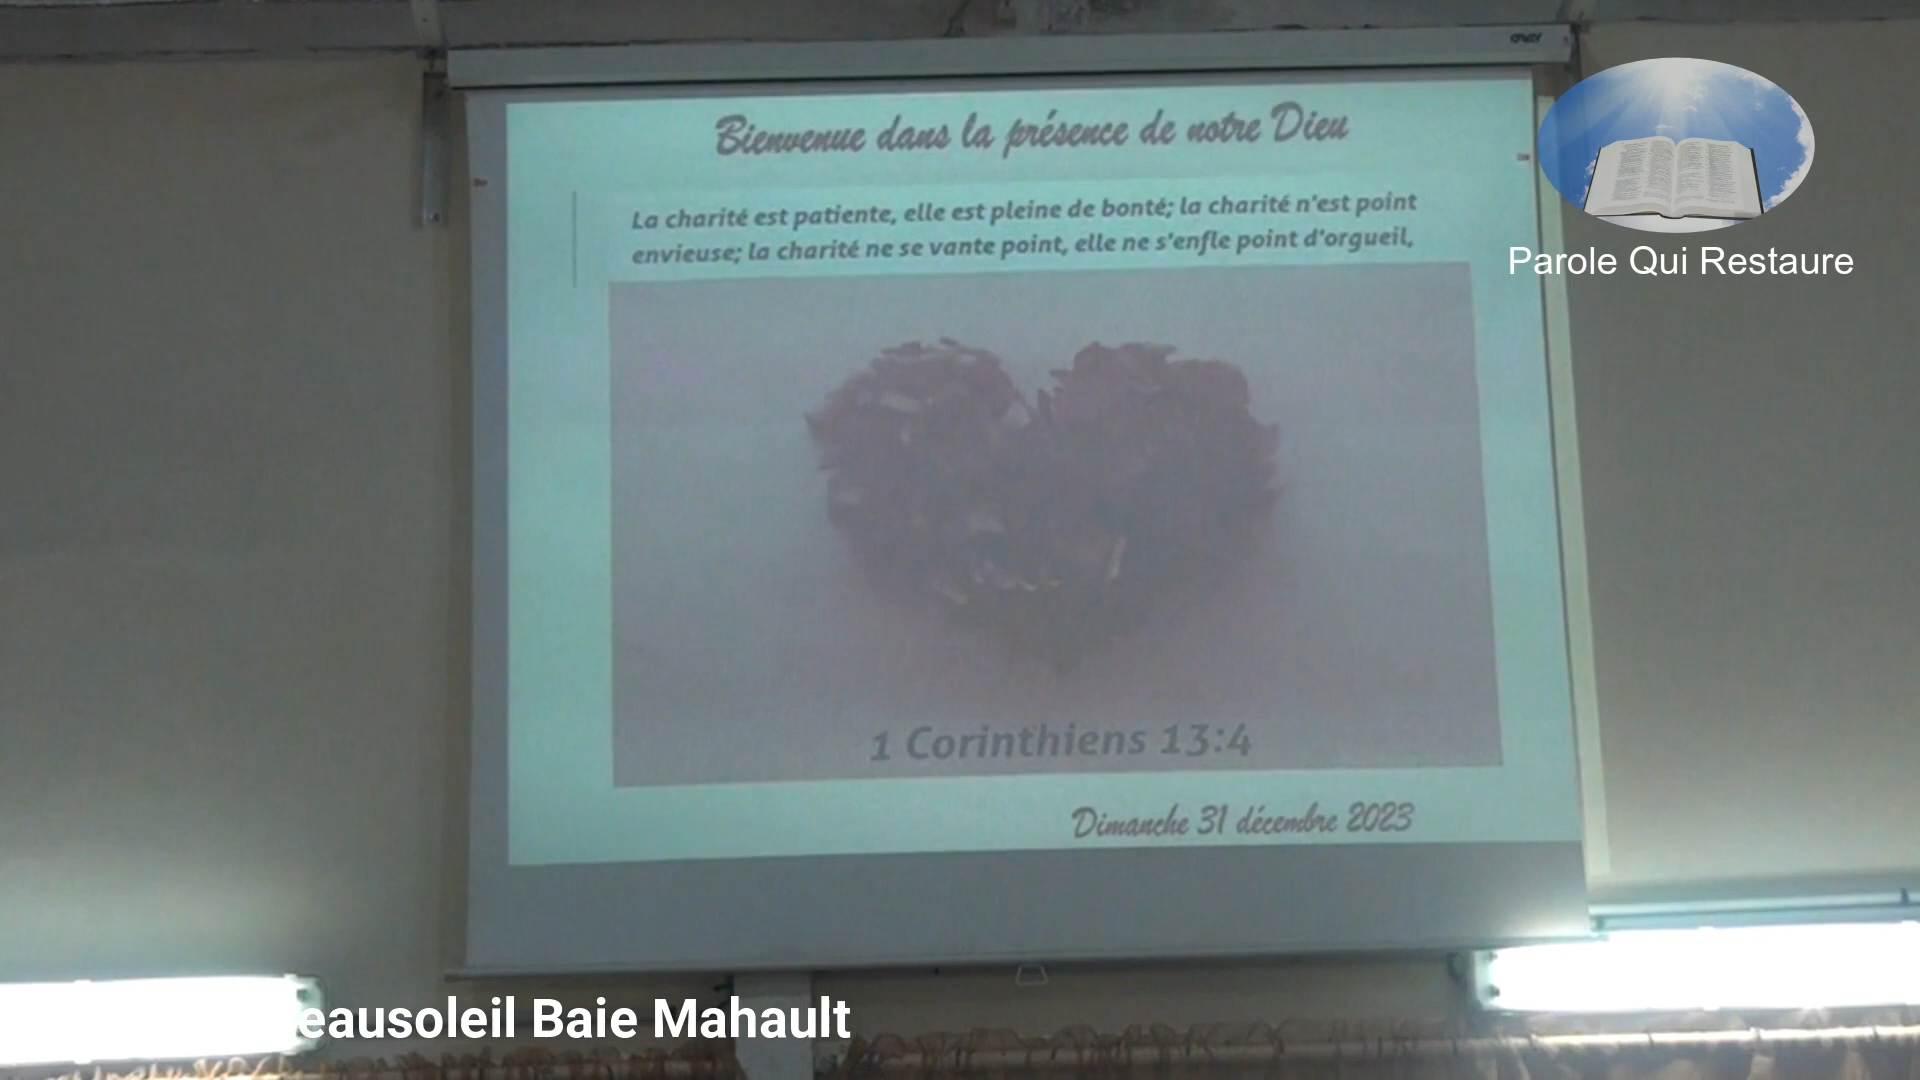 Bienvenue dans la présence de notre Dieu
La charité est patiente, elle est pleine de bonté; la charité n'est point
envieuse; la charité ne se vante point, elle ne s'enfle point d'orgueil,
Parole Qui Restaure
1 Corinthiens 13:4
Dimanche 31 décembre 2023
eausoleil Baie Mahault